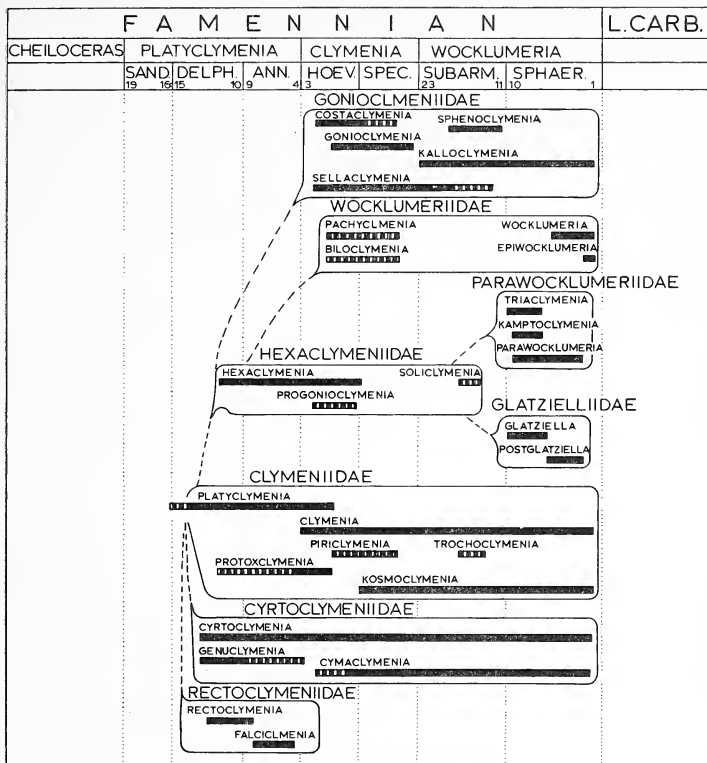 FAMENNIAN L.CARB.
CHEILOCERAS PLATYCLYMENIA CLYMENIA WOCKLUMERIA
SAND. DELPH. ANN. HOEV. SPEC. SUBARM. SPHAER.
19 16 15 10 9 4 3 23 11 10 1
GONIOCLMENIIDAE
COSTACLYMENIA SPHENOCLYMENIA
GONIOCLYMENIA
KALLOCLYMENIA
SELLACLYMENIA
WOCKLUMERIIDAE
PACHYCLMENIA WOCKLUMERIA
BILOCLYMENIA EPIWOCKLUMERIA
PARAWOCKLUMERIIDAE
TRIACLYMENIA
KAMPTOCLYMENIA
PARAWOCKLUMERIA
HEXACLYMENIIDAE
HEXACLYMENIA SOLICLYMENIA
PROGONIOCLYMENIA
GLATZIELLIIDAE
GLATZIELLA
POSTGLATZIELLA
CLYMENIIDAE
PLATYCLYMENIA
CLYMENIA
PIRICLYMENIA TROCHOCLYMENIA
PROTOXCLYMENIA
KOSMOCLYMENIA
CYRTOCLYMENIIDAE
CYRTOCLYMENIA
GENUCLYMENIA CYMACLYMENIA
RECTOCLYMENIIDAE
RECTOCLYMENIA
FALCICLMENIA